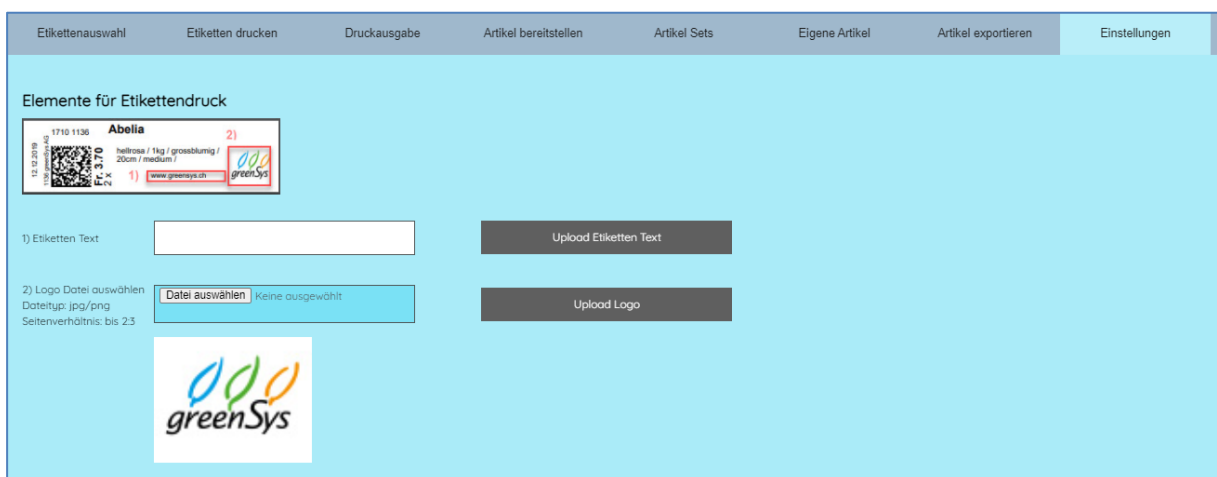 Etikettenauswahl Etiketten drucken Druckausgabe Artikel bereitstellen Artikel Sets Eigene Artikel Artikel exportieren Einstellungen
Elemente für Etikettendruck
1710 1136 Abelia 2)
12.12.2019
1136 greenSys AG
Fr. 3.70
2 x
hellrosa / 1kg / grossblumig /
20cm / medium /
1) www.greensys.ch
greenSys
1) Etiketten Text Upload Etiketten Text
2) Logo Datei auswählen
Dateityp: jpg/png
Seitenverhältnis: bis 2:3
Datei auswählen Keine ausgewählt Upload Logo
greenSys